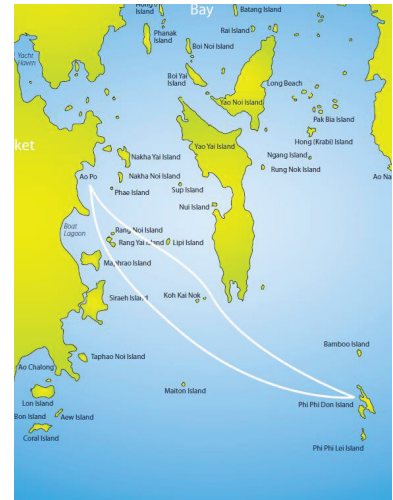 Island
Bay
Batang Island
Phanak
Island
Rai Island
Boi Noi Island
Yacht
Haven
Boi Yai
Island
Long Beach
Yao Noi Island
Pak Bia Island
ket
Yao Yai Island
Hong (Krabi) Island
Nakha Yai Island
Ngang Island
Rung Nok Island
Ao Po
Nakha Noi Island
Ao Na
Phae Island
Sup Island
Nui Island
Boat
Lagoon
Rang Noi Island
Rang Yai Island
Lipi Island
Maphrao Island
Siraeh Island
Koh Kai Nok
Bamboo Island
Taphao Noi Island
Ao Chalong
Maiton Island
Lon Island
Phi Phi Don Island
Bon Island
Aew Island
Coral Island
Phi Phi Lei Island